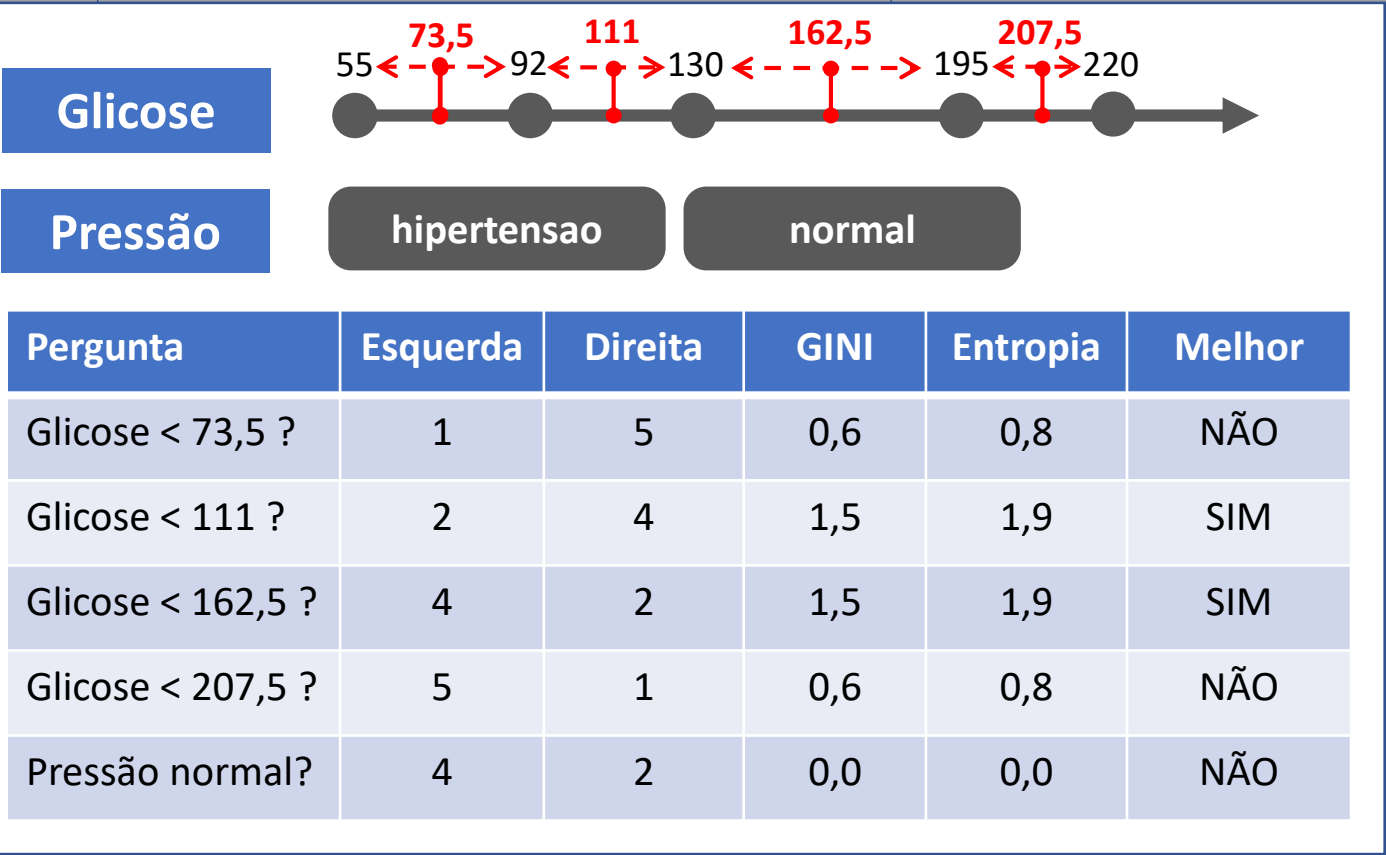 73,5 111 162,5 207,5
55 92 130 195 220
Glicose
Pressão hipertensao normal
Pergunta Esquerda Direita GINI Entropia Melhor
Glicose < 73,5 ? 1 5 0,6 0,8 NÃO
Glicose < 111 ? 2 4 1,5 1,9 SIM
Glicose < 162,5 ? 4 2 1,5 1,9 SIM
Glicose < 207,5 ? 5 1 0,6 0,8 NÃO
Pressão normal? 4 2 0,0 0,0 NÃO